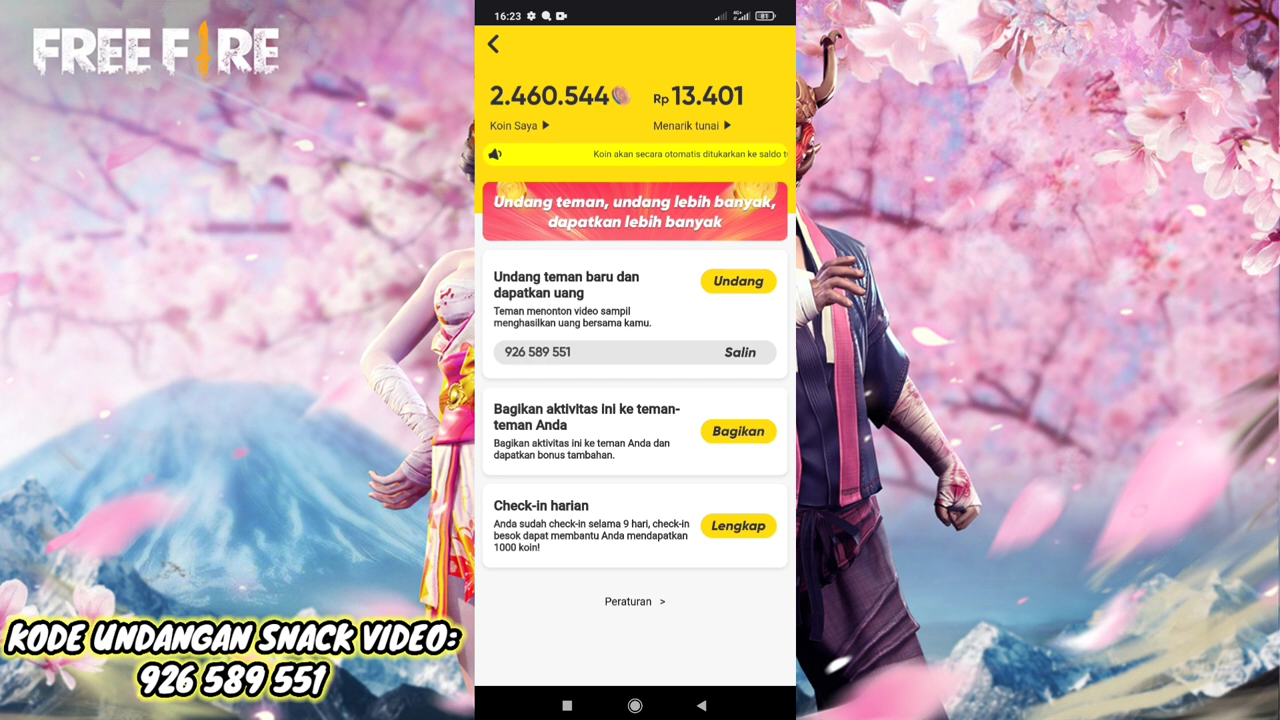 FREE FIRE
16:23
4G+
81
2.460.544
Rp 13.401
Koin Saya
Menarik tunai
Koin akan secara otomatis ditukarkan ke saldo t
Undang teman, undang lebih banyak,
dapatkan lebih banyak
Undang teman baru dan
dapatkan uang
Undang
Teman menonton video sampil
menghasilkan uang bersama kamu.
926 589 551
Salin
Bagikan aktivitas ini ke teman-
teman Anda
Bagikan
Bagikan aktivitas ini ke teman Anda dan
dapatkan bonus tambahan.
Check-in harian
Anda sudah check-in selama 9 hari, check-in
besok dapat membantu Anda mendapatkan
1000 koin!
Lengkap
Peraturan >
KODE UNDANGAN SNACK VIDEO:
926 589 551